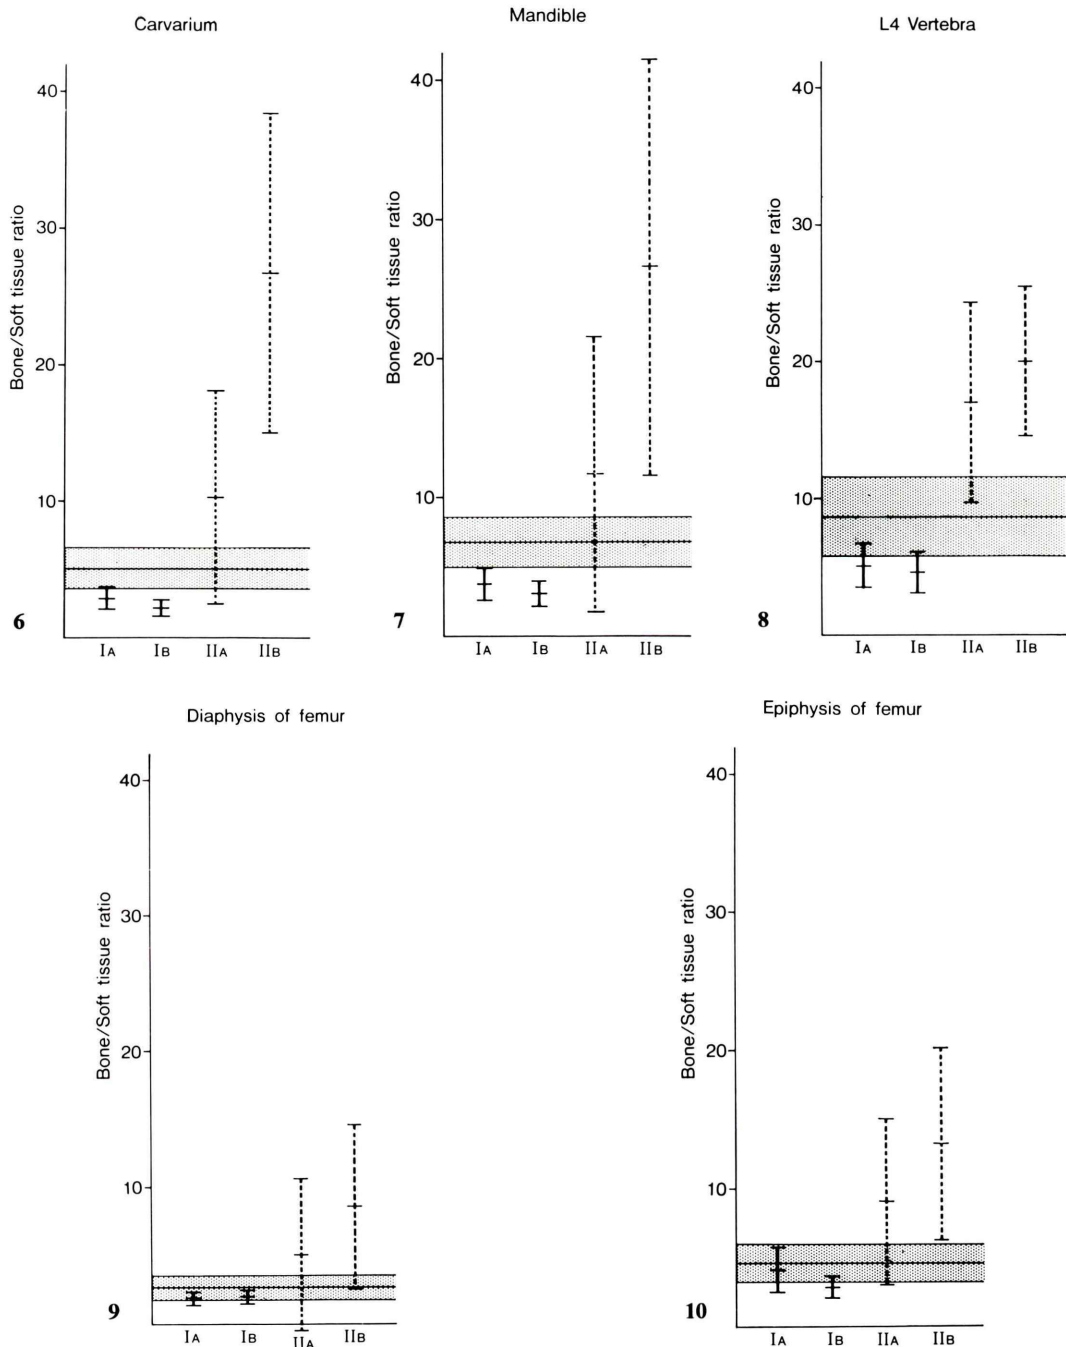 Carvarium
Bone/Soft tissue ratio
40
30
20
10
6
IA IB IIA IIB
Mandible
Bone/Soft tissue ratio
40
30
20
10
7
IA IB IIA IIB
L4 Vertebra
Bone/Soft tissue ratio
40
30
20
10
8
IA IB IIA IIB
Diaphysis of femur
Bone/Soft tissue ratio
40
30
20
10
9
IA IB IIA IIB
Epiphysis of femur
Bone/Soft tissue ratio
40
30
20
10
10
IA IB IIA IIB